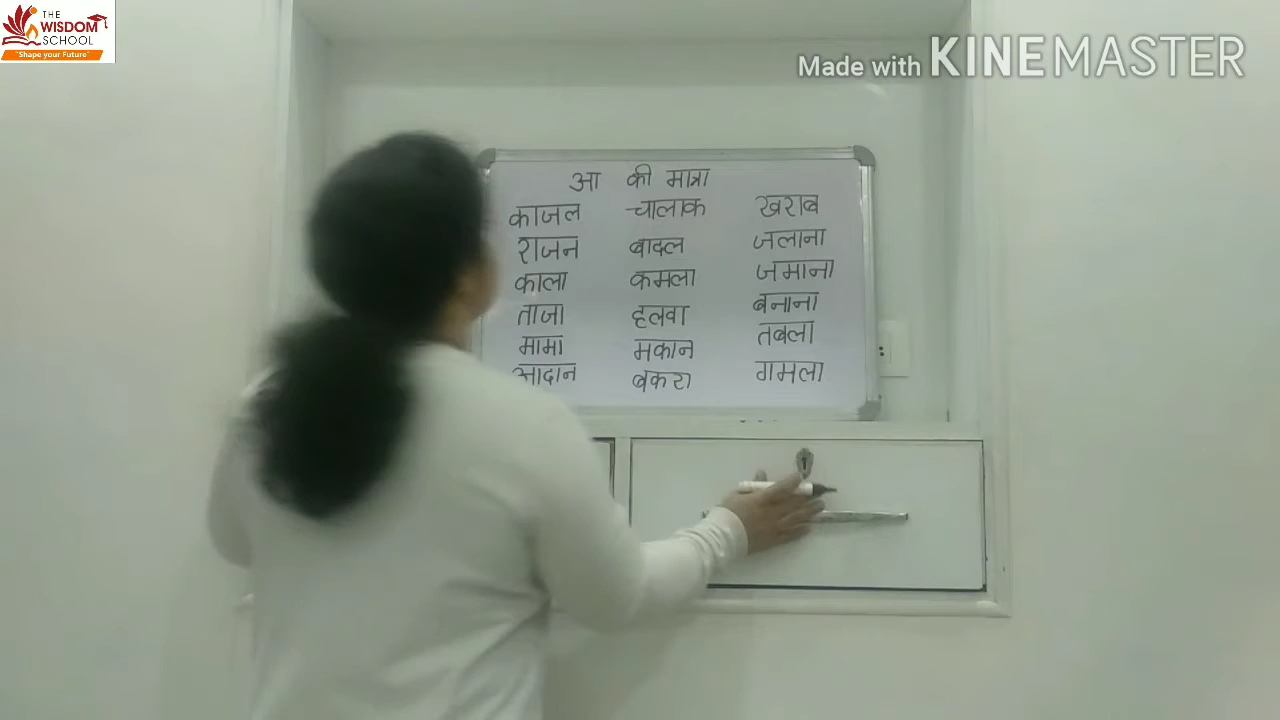 THE
WISDOM
SCHOOL
"Shape your Future"
Made with KINEMASTER
आ की मात्रा
काजल चालाक खराब
राजन बादल जलाना
काला कमला जमाना
ताजा हलवा बनाना
मामा मकान तबला
आदान बकरा गमला